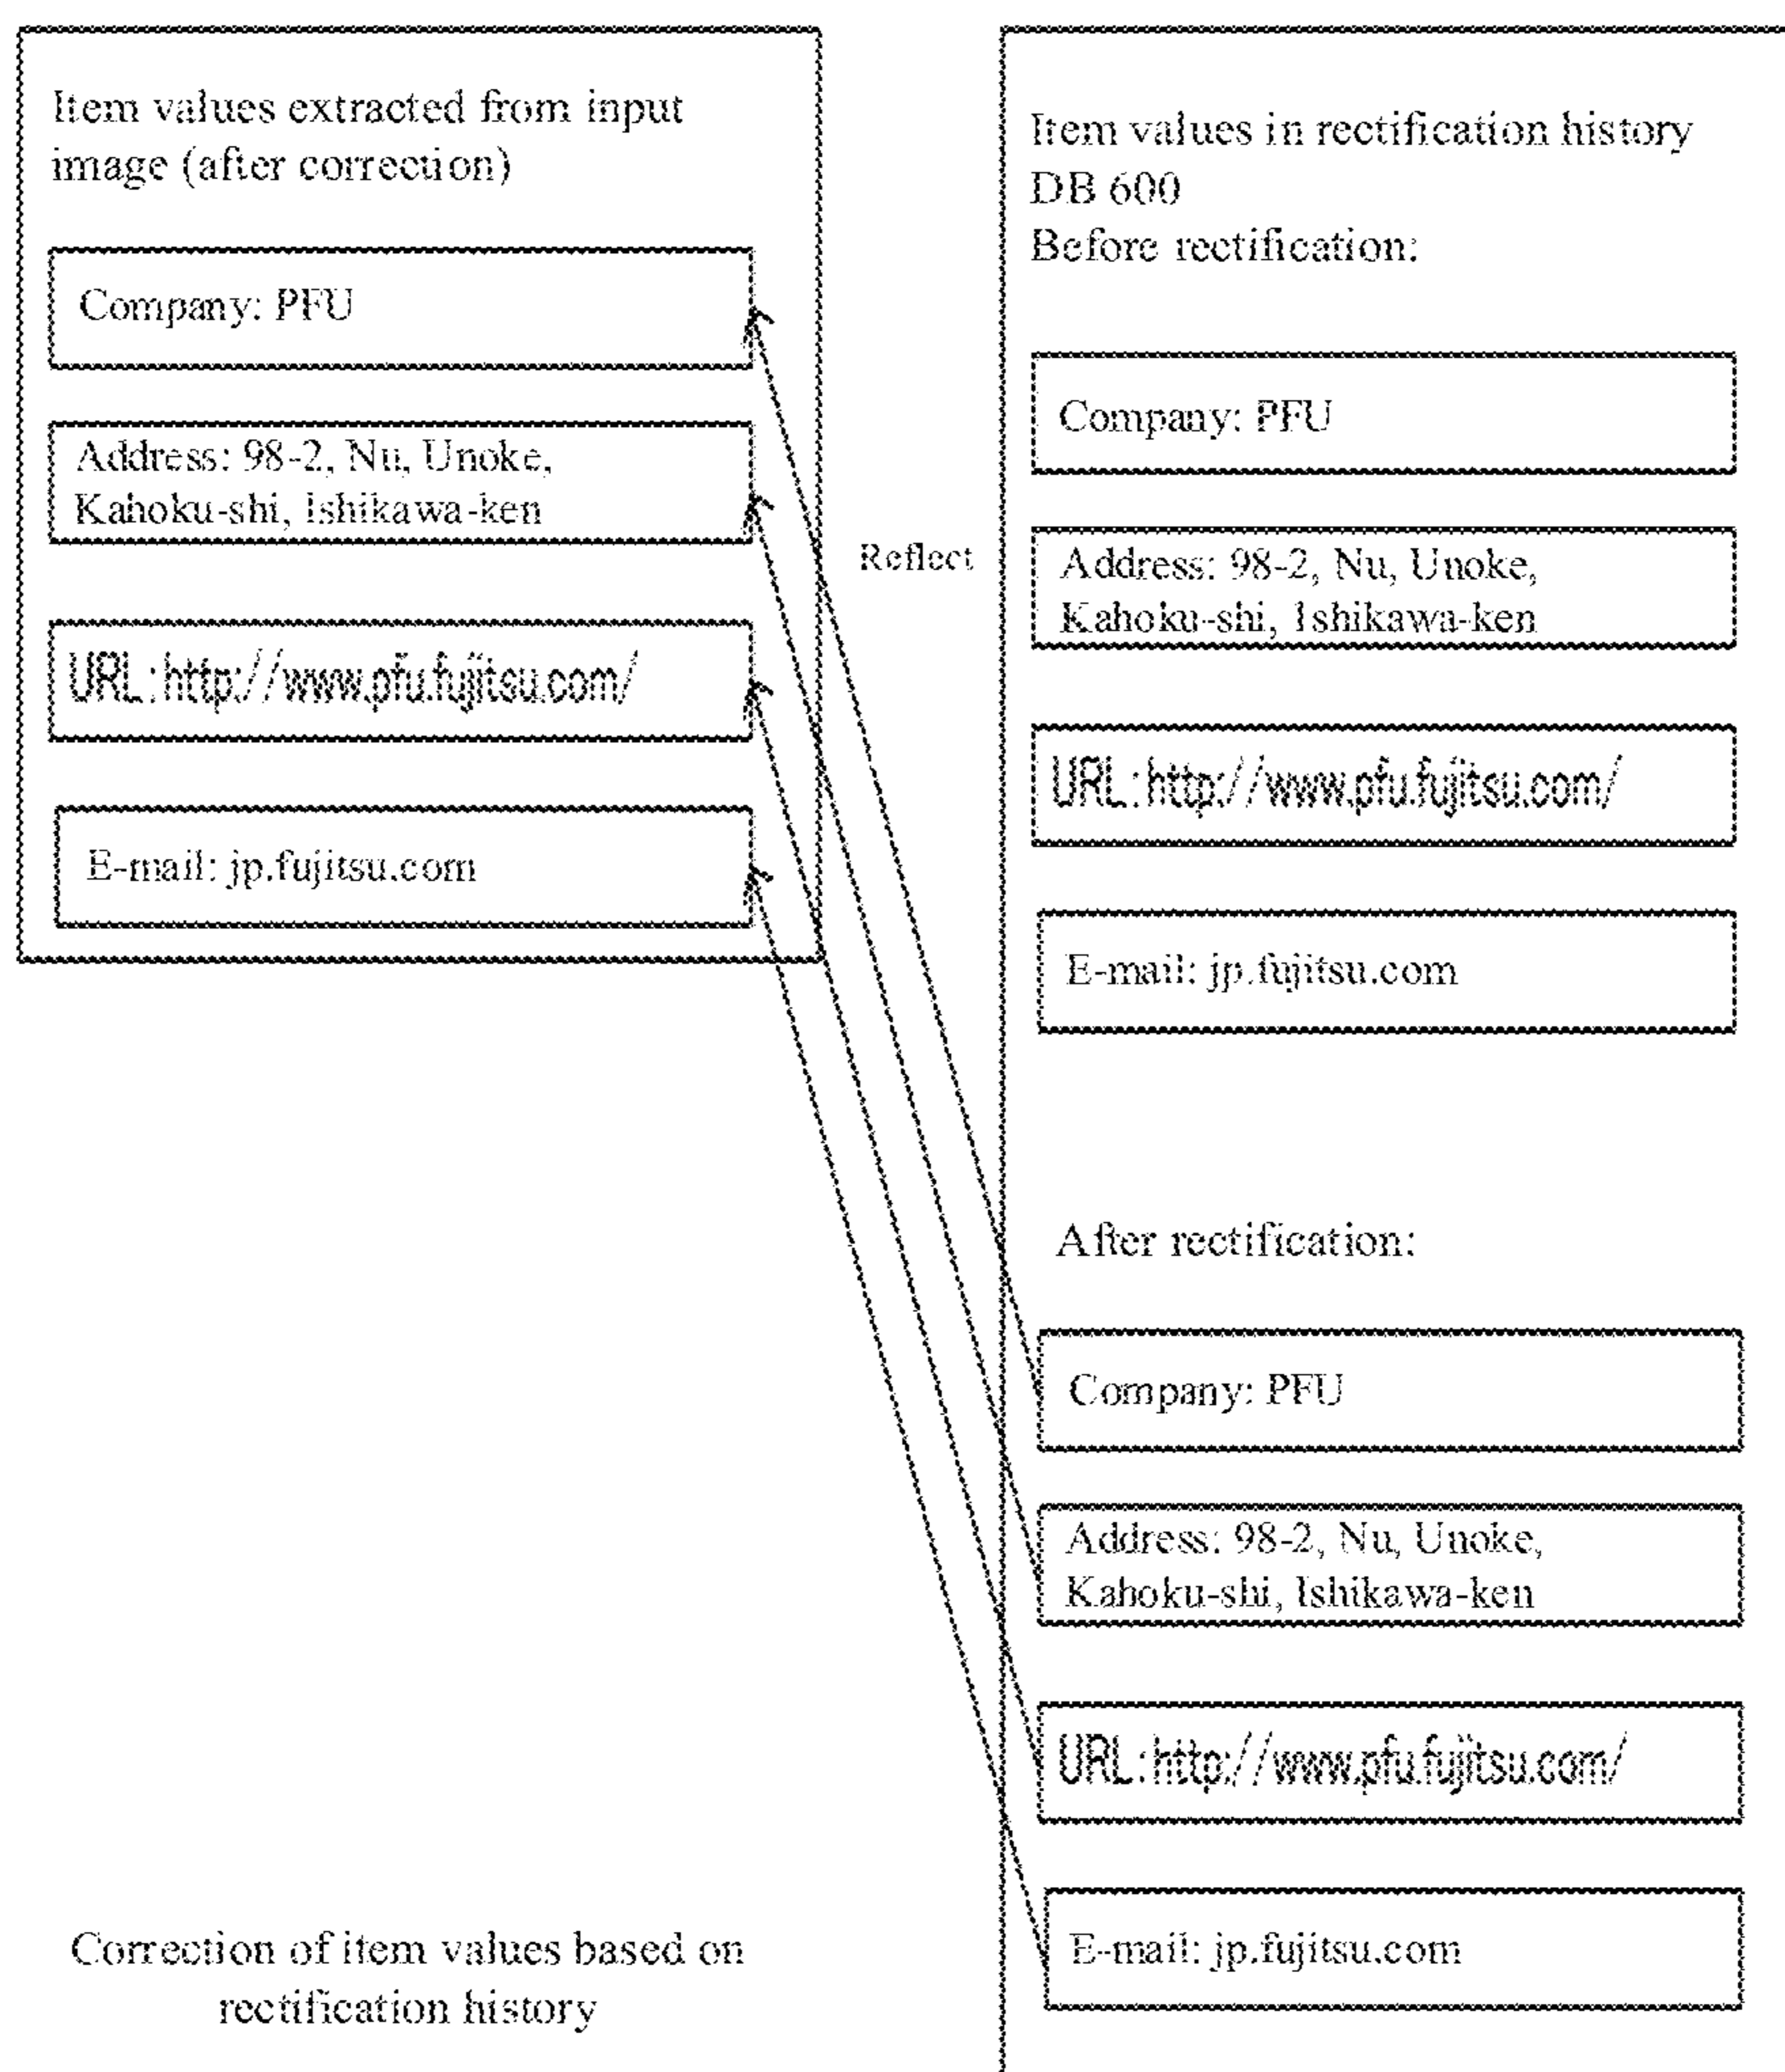 Item values extracted from input
image (after correction)
Company: PFU
Address: 98-2, Nu, Unoke,
Kahoku-shi, Ishikawa-ken
URL:http://www.pfu.fujitsu.com/
E-mail: jp.fujitsu.com
Reflect
Item values in rectification history
DB 600
Before rectification:
Company: PFU
Address: 98-2, Nu, Unoke,
Kahoku-shi, Ishikawa-ken
URL:http://www.pfu.fujitsu.com/
E-mail: jp.fujitsu.com
After rectification:
Company: PFU
Address: 98-2, Nu, Unoke,
Kahoku-shi, Ishikawa-ken
URL:http://www.pfu.fujitsu.com/
E-mail: jp.fujitsu.com
Correction of item values based on
rectification history